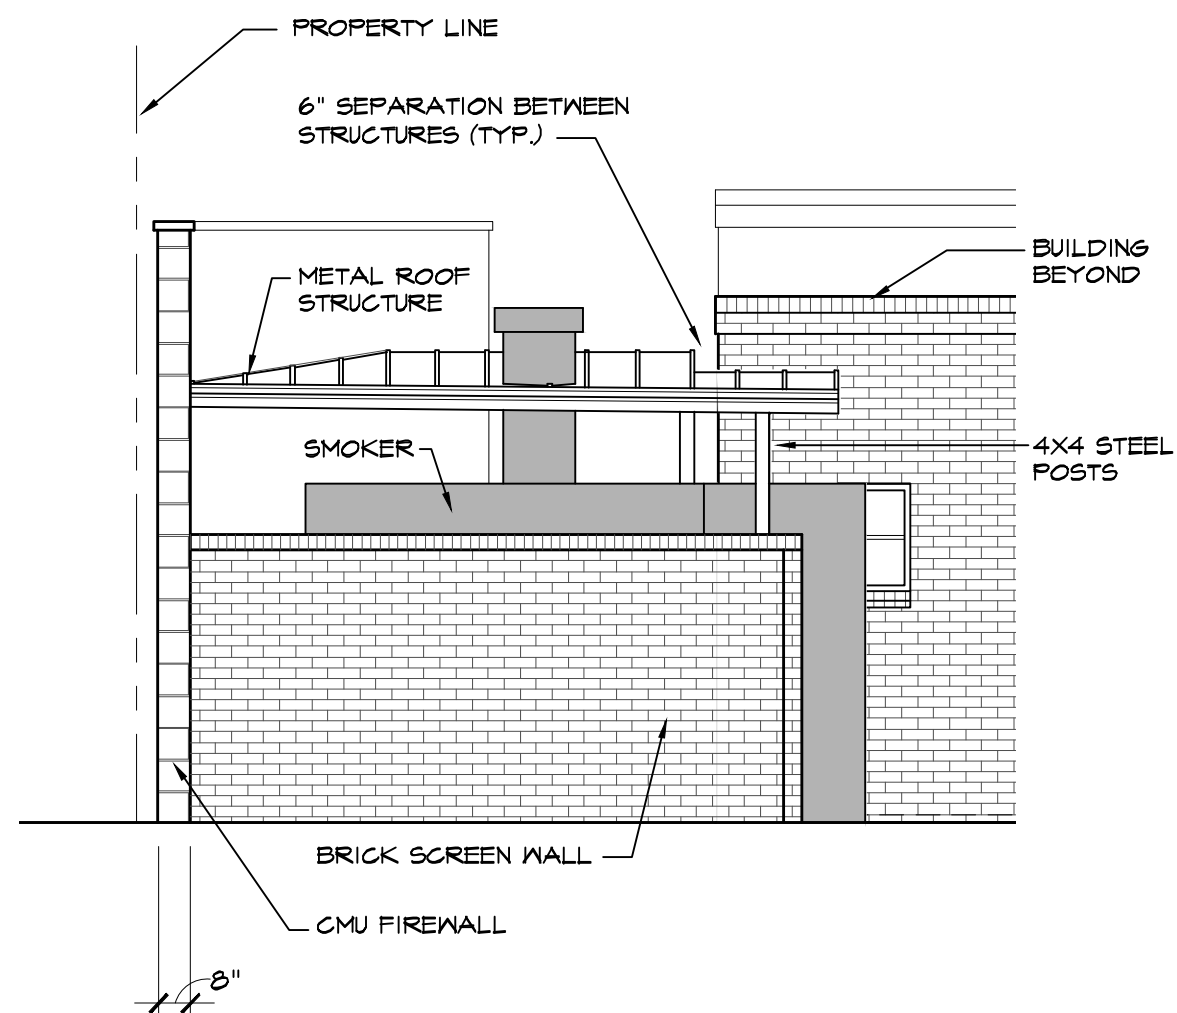 PROPERTY LINE
6" SEPARATION BETWEEN
STRUCTURES (TYP.)
BUILDING
BEYOND
METAL ROOF
STRUCTURE
SMOKER
4X4 STEEL
POSTS
BRICK SCREEN WALL
CMU FIREWALL
8"